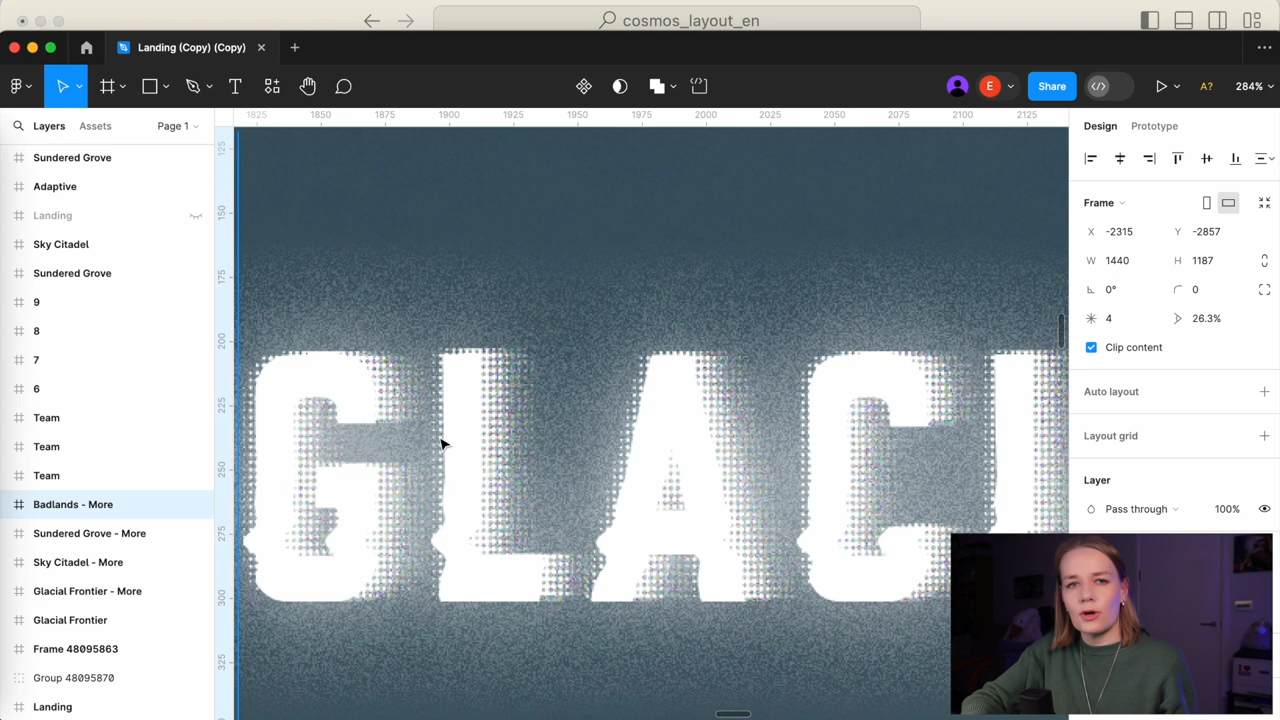 cosmos_layout_en
Landing (Copy) (Copy)
E
Share
A?
284%
Layers
Assets
Page 1
1825
1850
1875
1900
1925
1950
1975
2000
2025
2050
2075
2100
2125
125
150
175
200
225
250
275
300
325
Sundered Grove
Adaptive
Landing
Sky Citadel
Sundered Grove
9
8
7
6
Team
Team
Team
Badlands - More
Sundered Grove - More
Sky Citadel - More
Glacial Frontier - More
Glacial Frontier
Frame 48095863
Group 48095870
Landing
GLACI
Design
Prototype
Frame
X -2315
Y -2857
W 1440
H 1187
0°
0
4
26.3%
Clip content
Auto layout
Layout grid
Layer
Pass through
100%